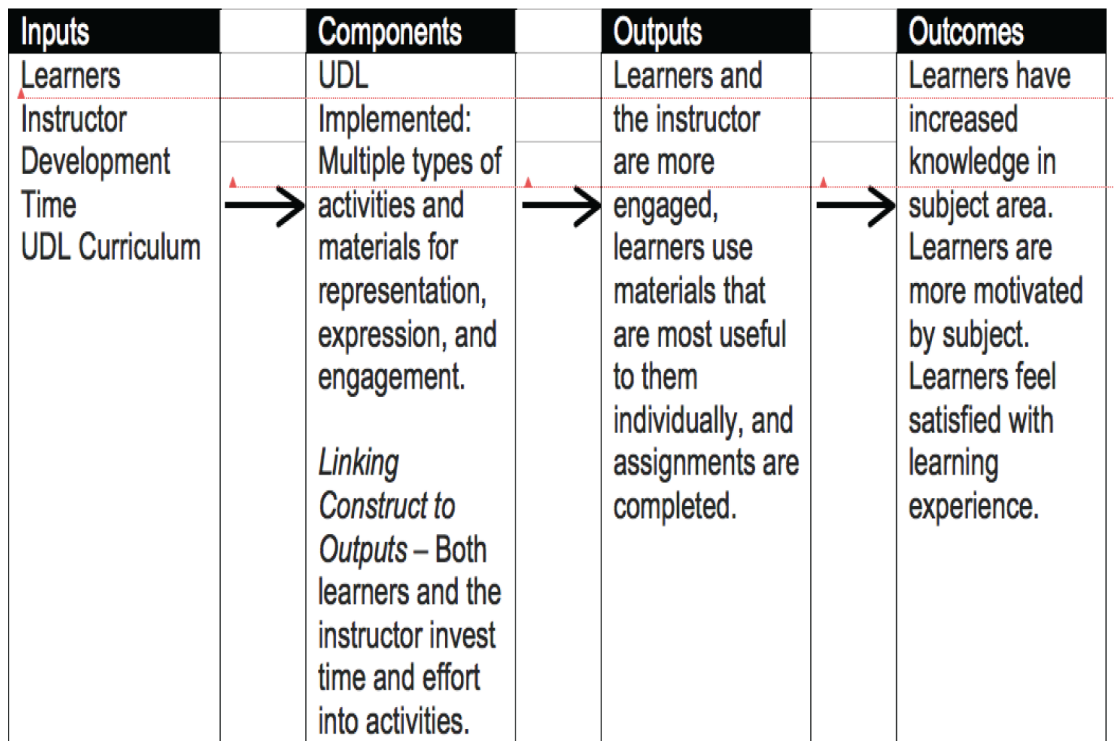 Inputs
Learners
Instructor
Development
Time
UDL Curriculum
Components
UDL
Implemented:
Multiple types of
activities and
materials for
representation,
expression, and
engagement.
Linking
Construct to
Outputs – Both
learners and the
instructor invest
time and effort
into activities.
Outputs
Learners and
the instructor
are more
engaged,
learners use
materials that
are most useful
to them
individually, and
assignments are
completed.
Outcomes
Learners have
increased
knowledge in
subject area.
Learners are
more motivated
by subject.
Learners feel
satisfied with
learning
experience.